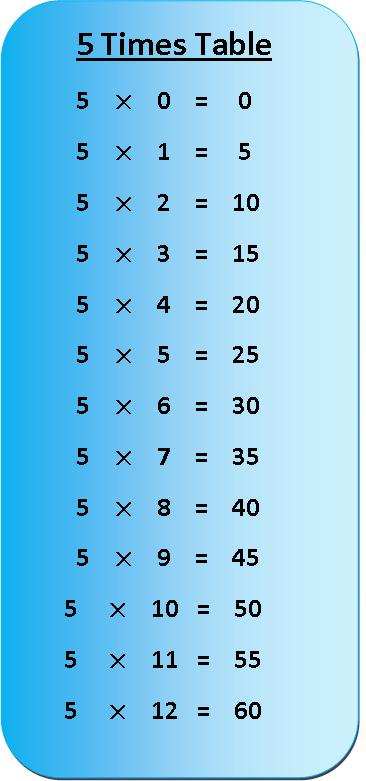 5 Times Table
5 × 0 = 0
5 × 1 = 5
5 × 2 = 10
5 × 3 = 15
5 × 4 = 20
5 × 5 = 25
5 × 6 = 30
5 × 7 = 35
5 × 8 = 40
5 × 9 = 45
5 × 10 = 50
5 × 11 = 55
5 × 12 = 60